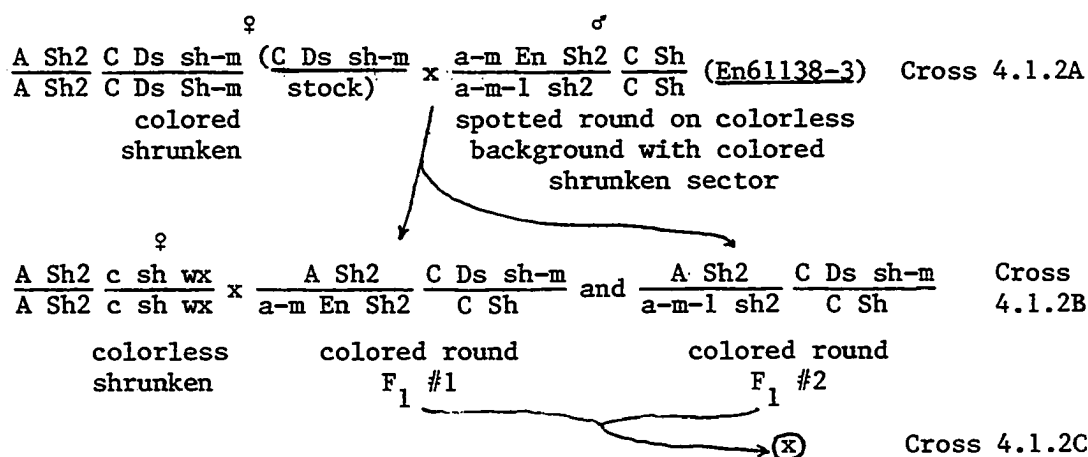 ♀ ♂
A Sh2 C Ds sh-m (C Ds sh-m x a-m En Sh2 C Sh (En61138-3) Cross 4.1.2A
A Sh2 C Ds Sh-m stock) a-m-l sh2 C Sh
colored spotted round on colorless
shrunken background with colored
shrunken sector
♀
A Sh2 c sh wx x A Sh2 C Ds sh-m and A Sh2 C Ds sh-m Cross
A Sh2 c sh wx a-m En Sh2 C Sh a-m-l sh2 C Sh 4.1.2B
colorless colored round colored round
shrunken F1 #1 F1 #2
(x) Cross 4.1.2C